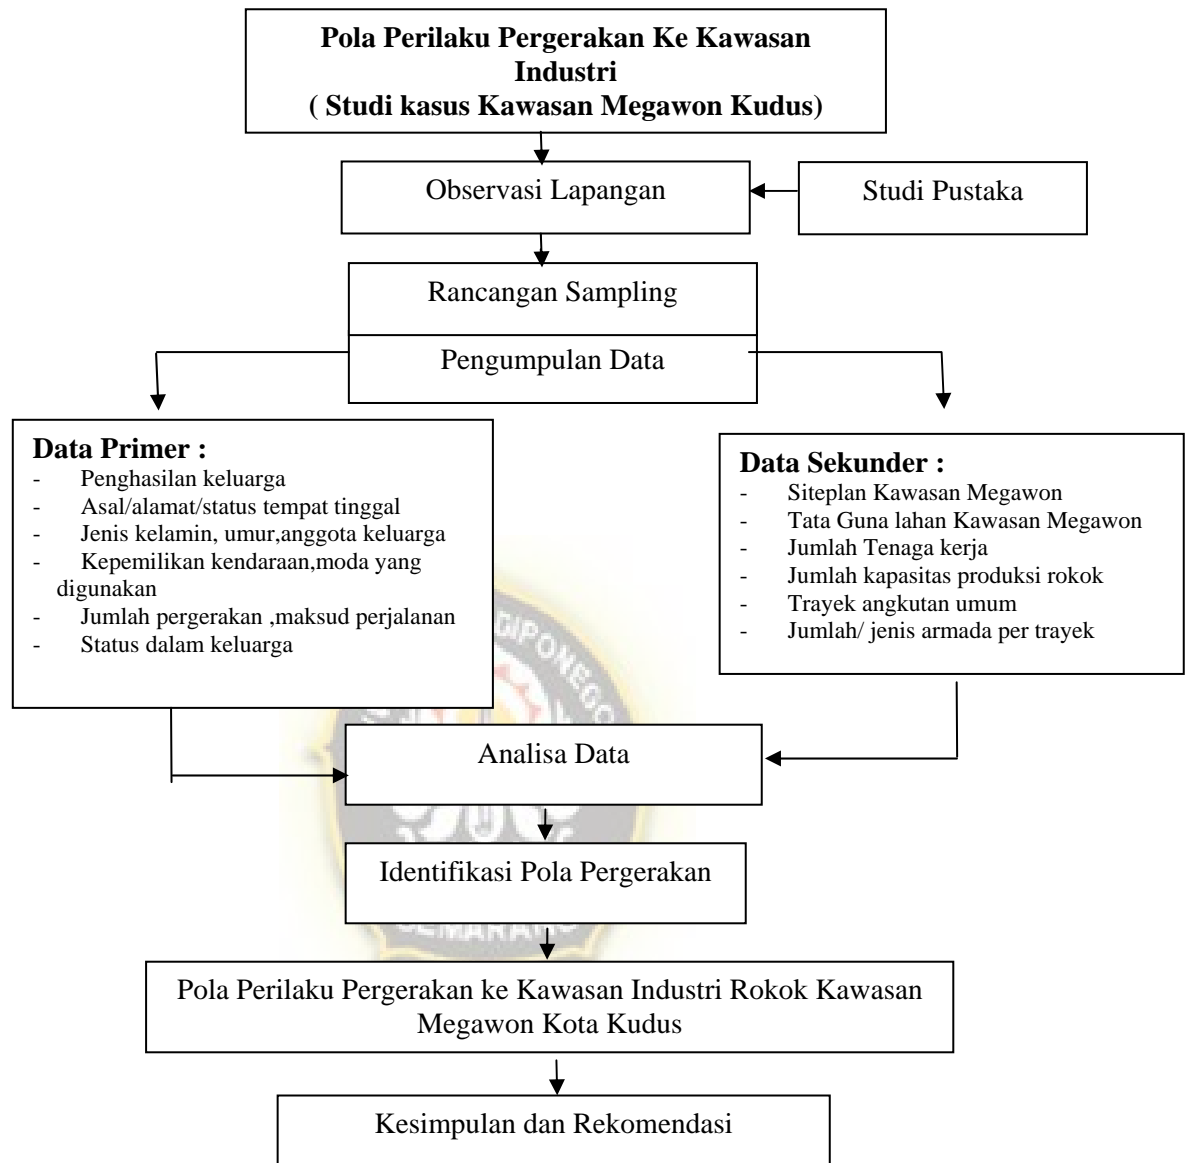 Pola Perilaku Pergerakan Ke Kawasan
Industri
( Studi kasus Kawasan Megawon Kudus)
Observasi Lapangan
Studi Pustaka
Rancangan Sampling
Pengumpulan Data
Data Primer :
- Penghasilan keluarga
- Asal/alamat/status tempat tinggal
- Jenis kelamin, umur,anggota keluarga
- Kepemilikan kendaraan,moda yang
digunakan
- Jumlah pergerakan ,maksud perjalanan
- Status dalam keluarga
Data Sekunder :
- Siteplan Kawasan Megawon
- Tata Guna lahan Kawasan Megawon
- Jumlah Tenaga kerja
- Jumlah kapasitas produksi rokok
- Trayek angkutan umum
- Jumlah/ jenis armada per trayek
Analisa Data
Identifikasi Pola Pergerakan
Pola Perilaku Pergerakan ke Kawasan Industri Rokok Kawasan
Megawon Kota Kudus
Kesimpulan dan Rekomendasi